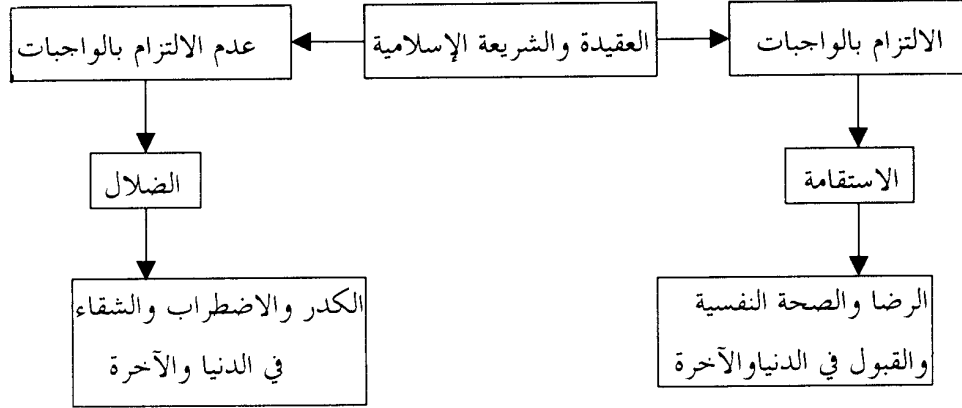 الالتزام بالواجبات
العقيدة والشريعة الإسلامية
عدم الالتزام بالواجبات
الاستقامة
الضلال
الرضا والصحة النفسية
والقبول في الدنياوالآخرة
الكدر والاضطراب والشقاء
في الدنيا والآخرة